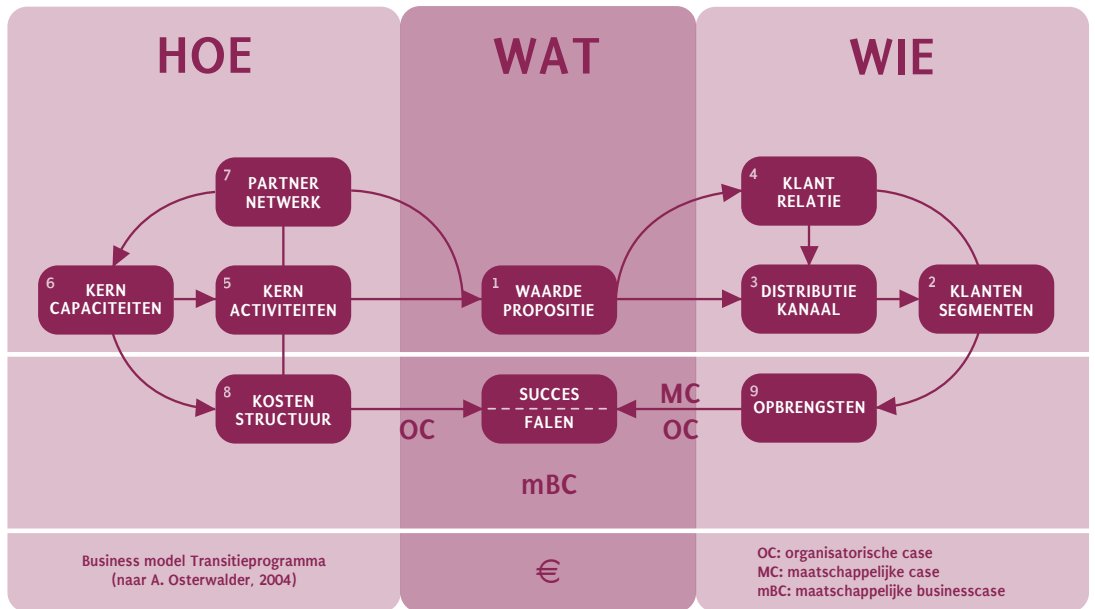 HOE
WAT
WIE
7
PARTNER
NETWERK
4
KLANT
RELATIE
6
KERN
CAPACITEITEN
5
KERN
ACTIVITEITEN
1
WAARDE
PROPOSITIE
3
DISTRIBUTIE
KANAAL
2
KLANTEN
SEGMENTEN
8
KOSTEN
STRUCTUUR
OC
SUCCES
FALEN
MC
OC
9
OPBRENGSTEN
mBC
Business model Transitieprogramma
(naar A. Osterwalder, 2004)
€
OC: organisatorische case
MC: maatschappelijke case
mBC: maatschappelijke businesscase